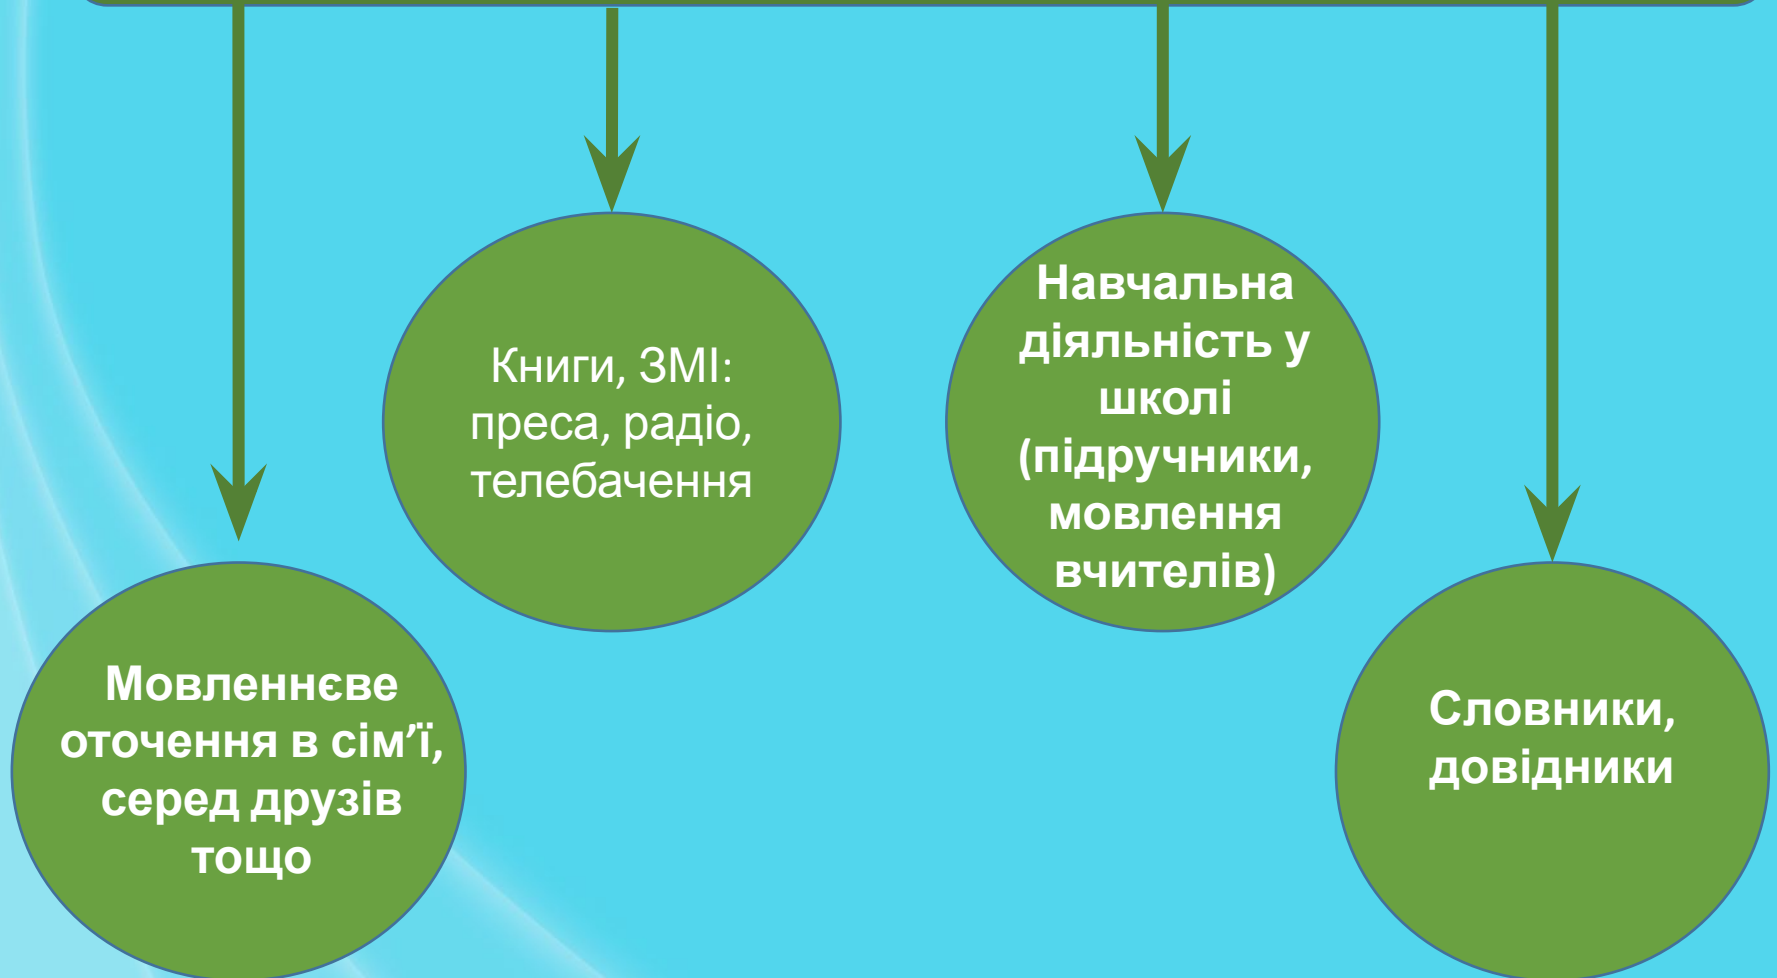 Книги, ЗМІ:
преса, радіо,
телебачення
Навчальна
діяльність у
школі
(підручники,
мовлення
вчителів)
Мовленнєве
оточення в сім’ї,
серед друзів
тощо
Словники,
довідники